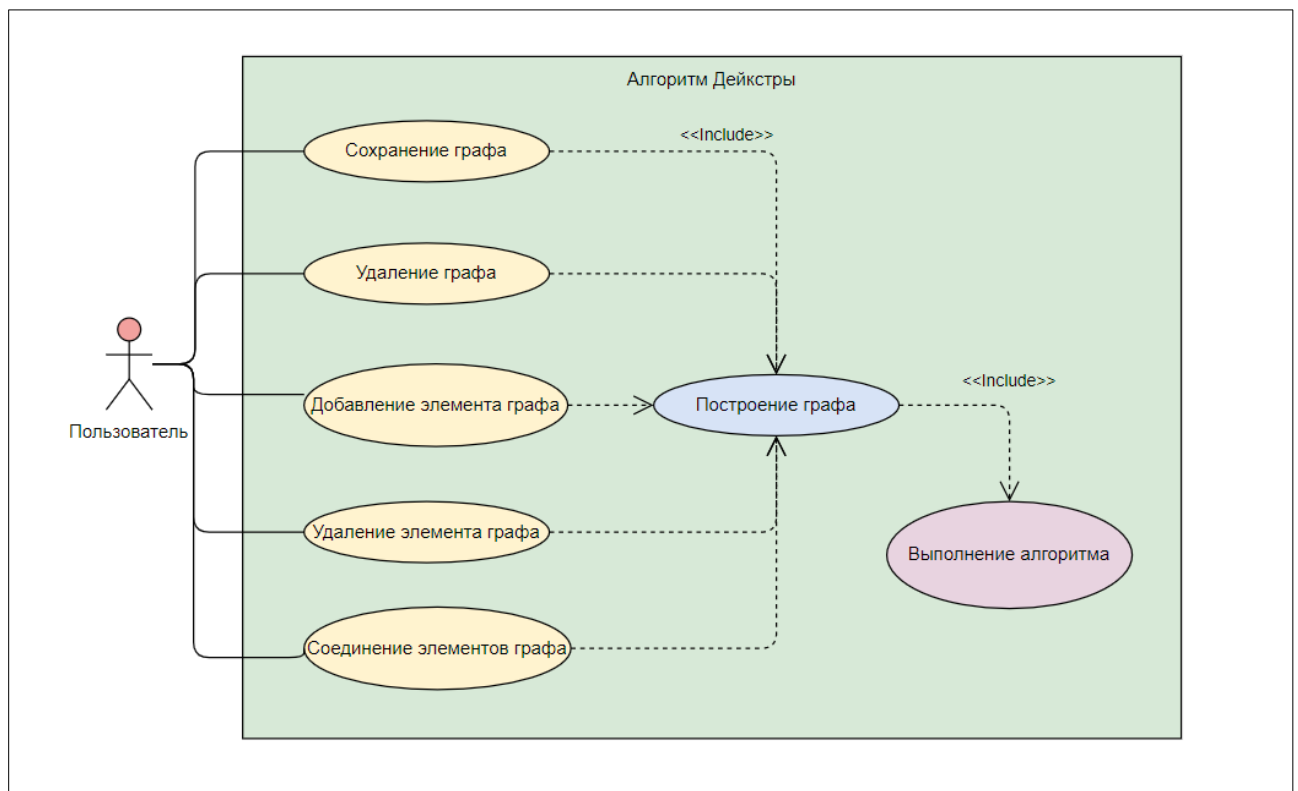 Алгоритм Дейкстры
<<Include>>
Сохранение графа
Удаление графа
<<Include>>
Добавление элемента графа
Построение графа
Пользователь
Удаление элемента графа
Выполнение алгоритма
Соединение элементов графа